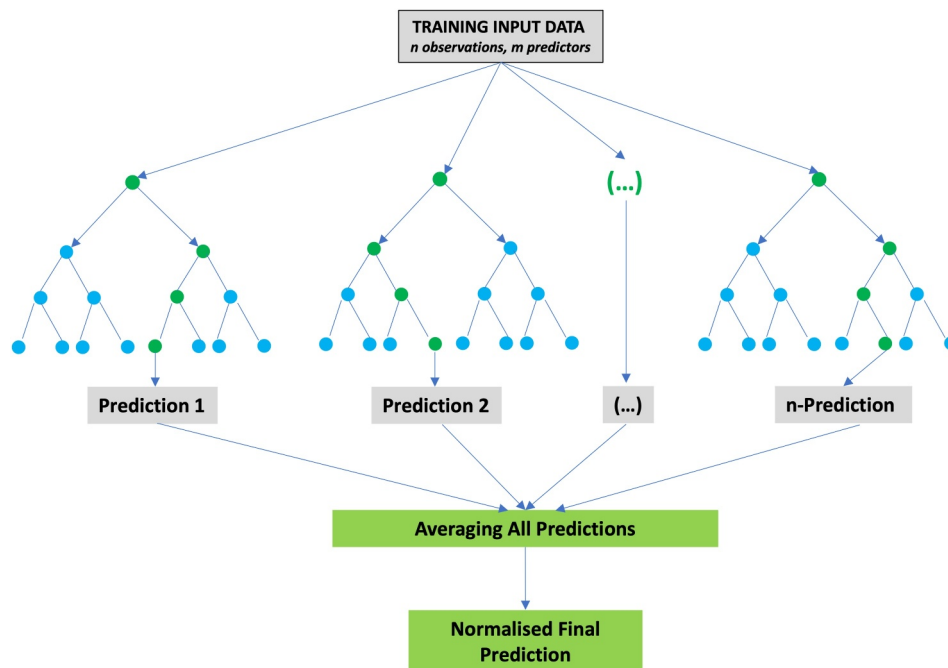 TRAINING INPUT DATA
n observations, m predictors
(...)
Prediction 1
Prediction 2
(...)
n-Prediction
Averaging All Predictions
Normalised Final
Prediction